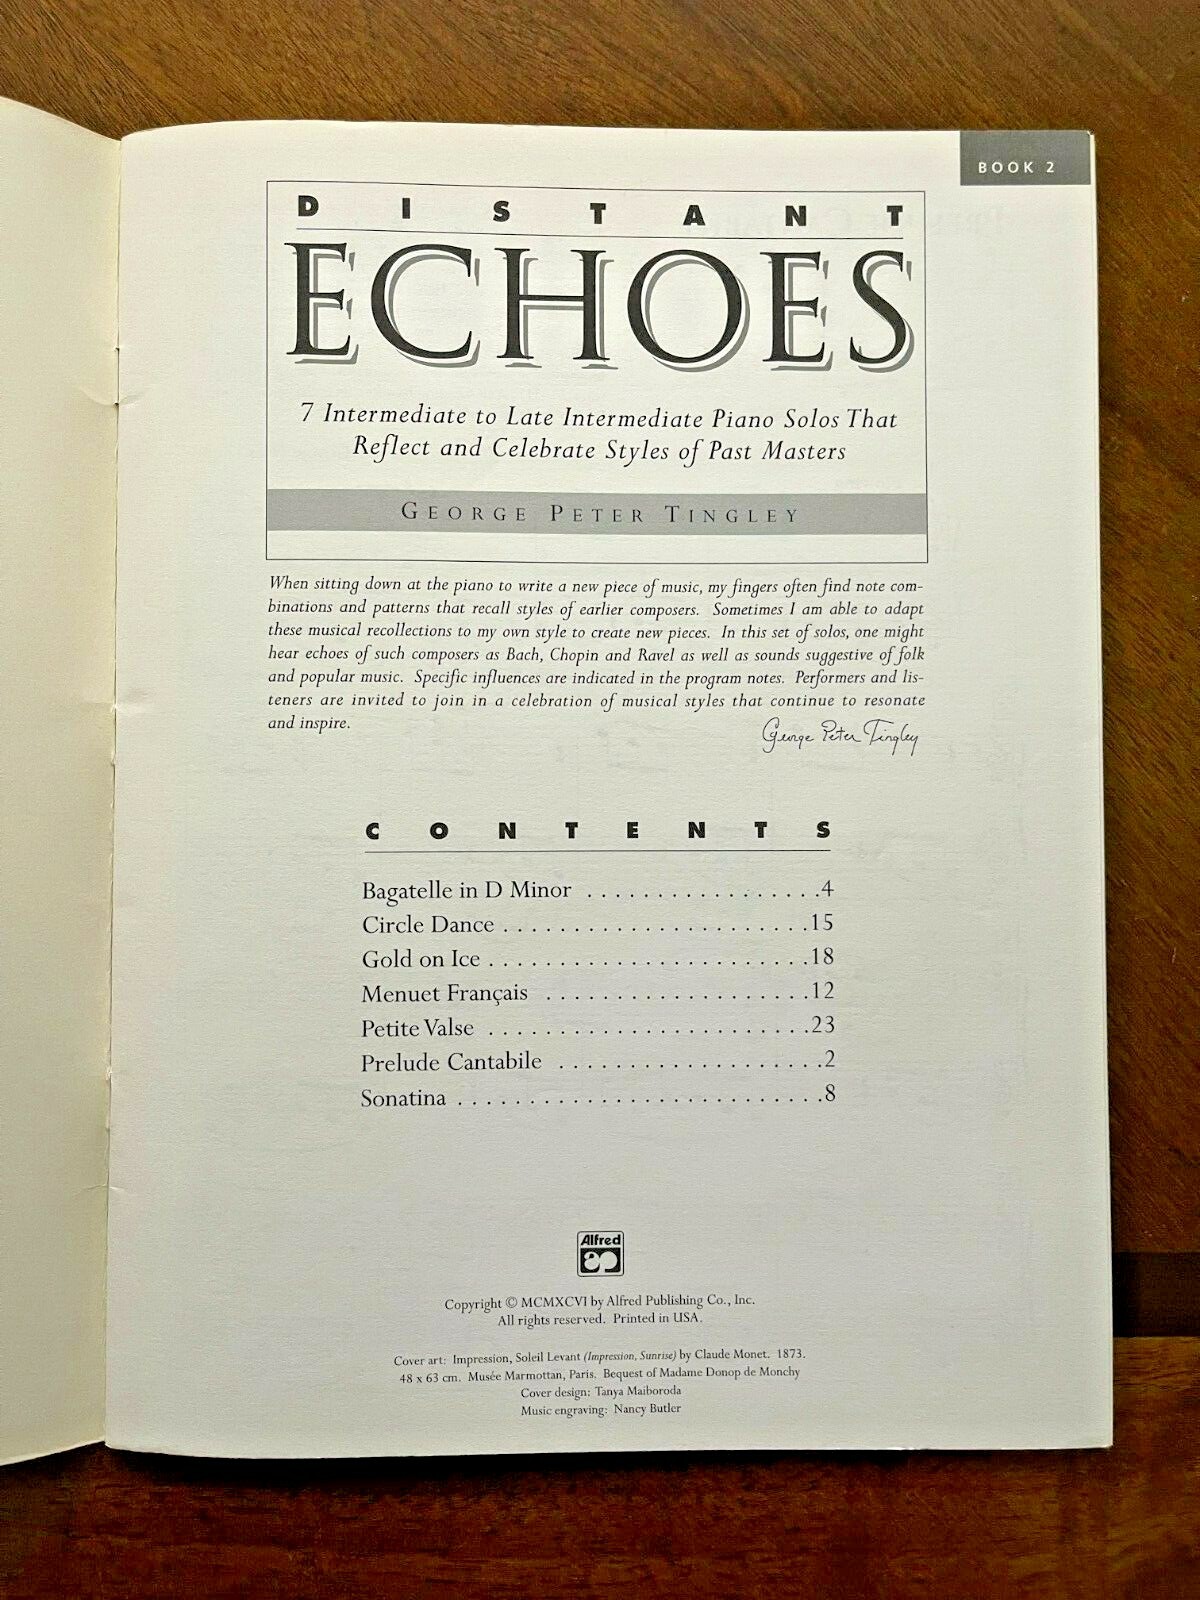 BOOK 2
DISTANT
ECHOES
7 Intermediate to Late Intermediate Piano Solos That
Reflect and Celebrate Styles of Past Masters
GEORGE PETER TINGLEY
When sitting down at the piano to write a new piece of music, my fingers often find note com-
binations and patterns that recall styles of earlier composers. Sometimes I am able to adapt
these musical recollections to my own style to create new pieces. In this set of solos, one might
hear echoes of such composers as Bach, Chopin and Ravel as well as sounds suggestive of folk
and popular music. Specific influences are indicated in the program notes. Performers and lis-
teners are invited to join in a celebration of musical styles that continue to resonate
and inspire.
George Peter Tingley
CONTENTS
Bagatelle in D Minor . . . . . . . . . . . . . . . . .4
Circle Dance . . . . . . . . . . . . . . . . . . . . . .15
Gold on Ice . . . . . . . . . . . . . . . . . . . . . . .18
Menuet Français . . . . . . . . . . . . . . . . . . .12
Petite Valse . . . . . . . . . . . . . . . . . . . . . . .23
Prelude Cantabile . . . . . . . . . . . . . . . . . . .2
Sonatina . . . . . . . . . . . . . . . . . . . . . . . . . .8
Alfred
Copyright © MCMXCVI by Alfred Publishing Co., Inc.
All rights reserved. Printed in USA.
Cover art: Impression, Soleil Levant (Impression, Sunrise) by Claude Monet. 1873.
48 x 63 cm. Musée Marmottan, Paris. Bequest of Madame Donop de Monchy
Cover design: Tanya Maiboroda
Music engraving: Nancy Butler